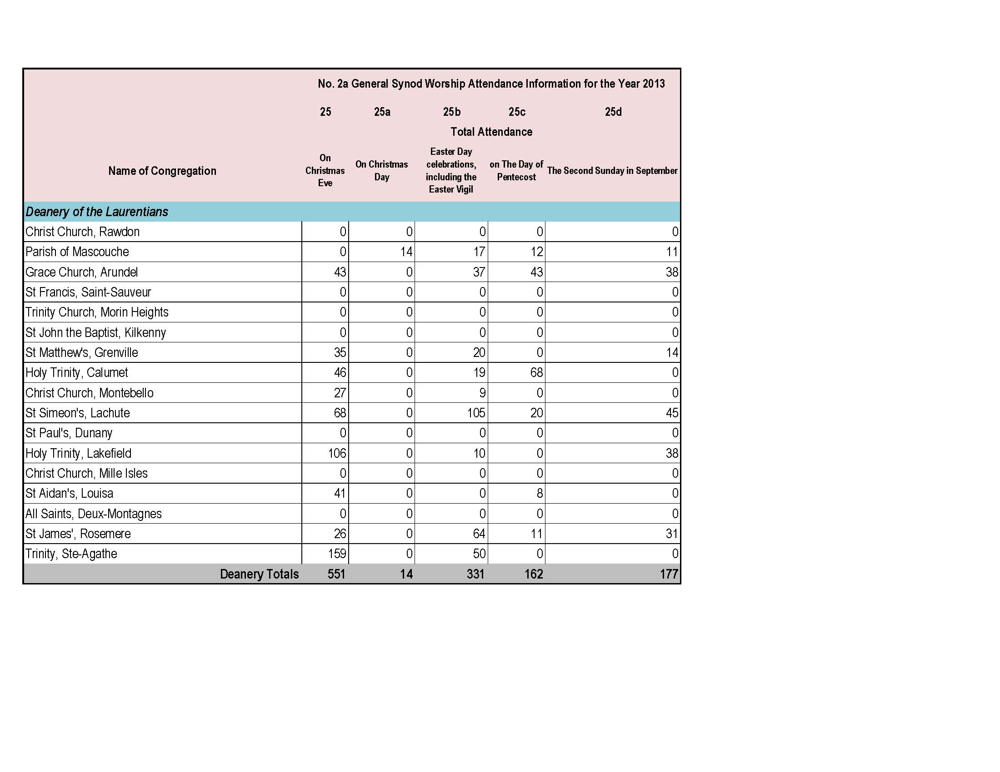 No. 2a General Synod Worship Attendance Information for the Year 2013
25 25a 25b 25c 25d
Total Attendance
Name of Congregation
On
Christmas
Eve
On Christmas
Day
Easter Day
celebrations,
including the
Easter Vigil
on The Day of
Pentecost
The Second Sunday in September
Deanery of the Laurentians
Christ Church, Rawdon 0 0 0 0 0
Parish of Mascouche 0 14 17 12 11
Grace Church, Arundel 43 0 37 43 38
St Francis, Saint-Sauveur 0 0 0 0 0
Trinity Church, Morin Heights 0 0 0 0 0
St John the Baptist, Kilkenny 0 0 0 0 0
St Matthew's, Grenville 35 0 20 0 14
Holy Trinity, Calumet 46 0 19 68 0
Christ Church, Montebello 27 0 9 0 0
St Simeon's, Lachute 68 0 105 20 45
St Paul's, Dunany 0 0 0 0 0
Holy Trinity, Lakefield 106 0 10 0 38
Christ Church, Mille Isles 0 0 0 0 0
St Aidan's, Louisa 41 0 0 8 0
All Saints, Deux-Montagnes 0 0 0 0 0
St James', Rosemere 26 0 64 11 31
Trinity, Ste-Agathe 159 0 50 0 0
Deanery Totals 551 14 331 162 177